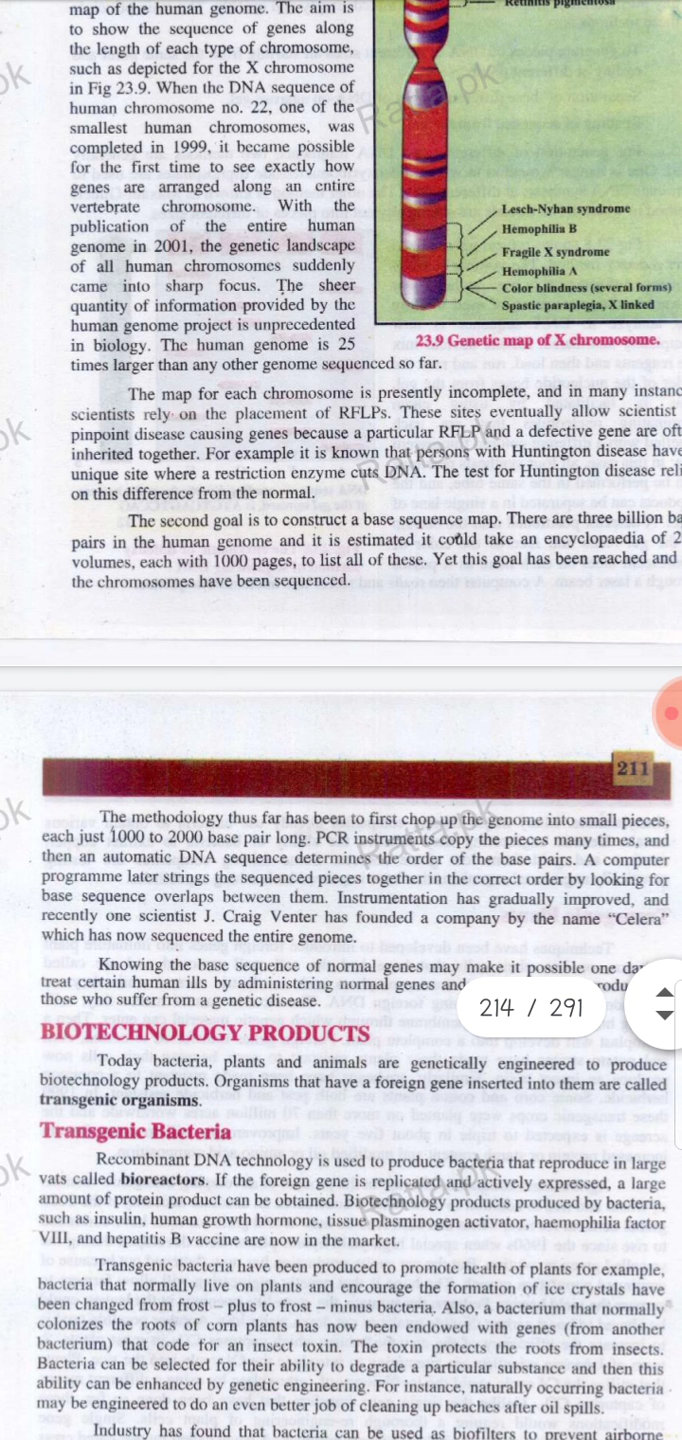 map of the human genome. The aim is
to show the sequence of genes along
the length of each type of chromosome,
such as depicted for the X chromosome
in Fig 23.9. When the DNA sequence of
human chromosome no. 22, one of the
smallest human chromosomes, was
completed in 1999, it became possible
for the first time to see exactly how
genes are arranged along an entire
vertebrate chromosome. With the
publication of the entire human
genome in 2001, the genetic landscape
of all human chromosomes suddenly
came into sharp focus. The sheer
quantity of information provided by the
human genome project is unprecedented
in biology. The human genome is 25
times larger than any other genome sequenced so far.
Retinitis pigmentosa
Lesch-Nyhan syndrome
Hemophilia B
Fragile X syndrome
Hemophilia A
Color blindness (several forms)
Spastic paraplegia, X linked
23.9 Genetic map of X chromosome.
The map for each chromosome is presently incomplete, and in many instanc
scientists rely on the placement of RFLPs. These sites eventually allow scientist
pinpoint disease causing genes because a particular RFLP and a defective gene are oft
inherited together. For example it is known that persons with Huntington disease have
unique site where a restriction enzyme cuts DNA. The test for Huntington disease reli
on this difference from the normal.
The second goal is to construct a base sequence map. There are three billion ba
pairs in the human genome and it is estimated it could take an encyclopaedia of 2
volumes, each with 1000 pages, to list all of these. Yet this goal has been reached and
the chromosomes have been sequenced.
211
The methodology thus far has been to first chop up the genome into small pieces,
each just 1000 to 2000 base pair long. PCR instruments copy the pieces many times, and
then an automatic DNA sequence determines the order of the base pairs. A computer
programme later strings the sequenced pieces together in the correct order by looking for
base sequence overlaps between them. Instrumentation has gradually improved, and
recently one scientist J. Craig Venter has founded a company by the name “Celera”
which has now sequenced the entire genome.
Knowing the base sequence of normal genes may make it possible one da
treat certain human ills by administering normal genes and rodu
those who suffer from a genetic disease.
214 / 291
BIOTECHNOLOGY PRODUCTS
Today bacteria, plants and animals are genetically engineered to produce
biotechnology products. Organisms that have a foreign gene inserted into them are called
transgenic organisms.
Transgenic Bacteria
Recombinant DNA technology is used to produce bacteria that reproduce in large
vats called bioreactors. If the foreign gene is replicated and actively expressed, a large
amount of protein product can be obtained. Biotechnology products produced by bacteria,
such as insulin, human growth hormone, tissue plasminogen activator, haemophilia factor
VIII, and hepatitis B vaccine are now in the market.
Transgenic bacteria have been produced to promote health of plants for example,
bacteria that normally live on plants and encourage the formation of ice crystals have
been changed from frost – plus to frost – minus bacteria. Also, a bacterium that normally
colonizes the roots of corn plants has now been endowed with genes (from another
bacterium) that code for an insect toxin. The toxin protects the roots from insects.
Bacteria can be selected for their ability to degrade a particular substance and then this
ability can be enhanced by genetic engineering. For instance, naturally occurring bacteria
may be engineered to do an even better job of cleaning up beaches after oil spills.
Industry has found that bacteria can be used as biofilters to prevent airborne
Ratta.pk
Ratta.pk
Ratta.pk
Ratta.pk
pk
pk
pk
pk